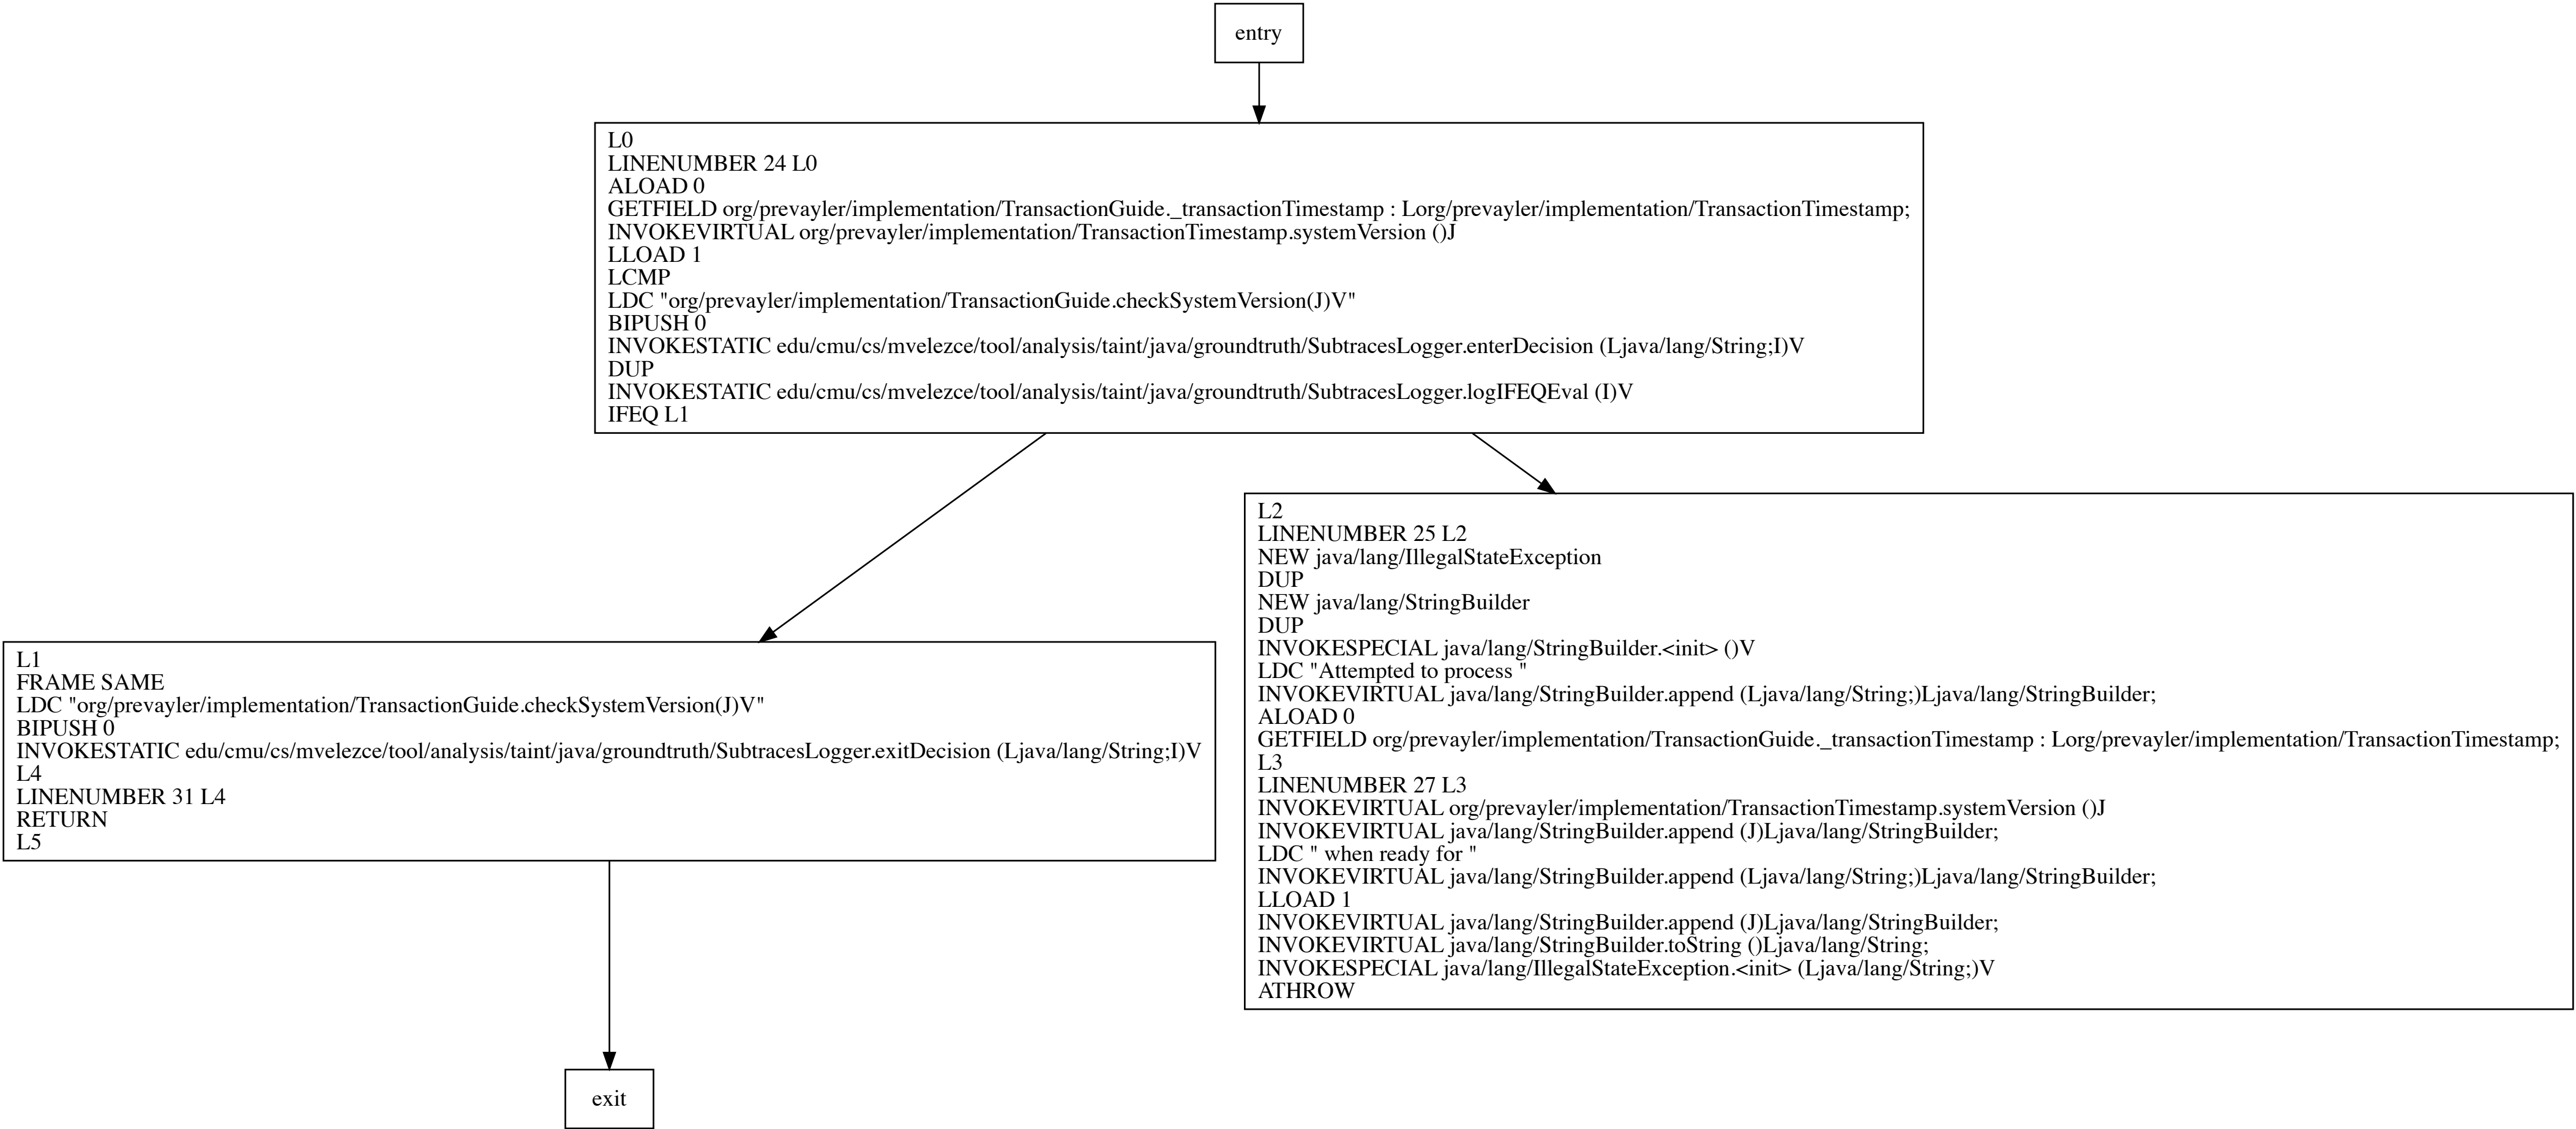 entry
L0
LINENUMBER 24 L0
ALOAD 0
GETFIELD org/prevayler/implementation/TransactionGuide._transactionTimestamp : Lorg/prevayler/implementation/TransactionTimestamp;
INVOKEVIRTUAL org/prevayler/implementation/TransactionTimestamp.systemVersion ()J
LLOAD 1
LCMP
LDC "org/prevayler/implementation/TransactionGuide.checkSystemVersion(J)V"
BIPUSH 0
INVOKESTATIC edu/cmu/cs/mvelezce/tool/analysis/taint/java/groundtruth/SubtracesLogger.enterDecision (Ljava/lang/String;I)V
DUP
INVOKESTATIC edu/cmu/cs/mvelezce/tool/analysis/taint/java/groundtruth/SubtracesLogger.logIFEQEval (I)V
IFEQ L1
L1
FRAME SAME
LDC "org/prevayler/implementation/TransactionGuide.checkSystemVersion(J)V"
BIPUSH 0
INVOKESTATIC edu/cmu/cs/mvelezce/tool/analysis/taint/java/groundtruth/SubtracesLogger.exitDecision (Ljava/lang/String;I)V
L4
LINENUMBER 31 L4
RETURN
L5
L2
LINENUMBER 25 L2
NEW java/lang/IllegalStateException
DUP
NEW java/lang/StringBuilder
DUP
INVOKESPECIAL java/lang/StringBuilder.<init> ()V
LDC "Attempted to process "
INVOKEVIRTUAL java/lang/StringBuilder.append (Ljava/lang/String;)Ljava/lang/StringBuilder;
ALOAD 0
GETFIELD org/prevayler/implementation/TransactionGuide._transactionTimestamp : Lorg/prevayler/implementation/TransactionTimestamp;
L3
LINENUMBER 27 L3
INVOKEVIRTUAL org/prevayler/implementation/TransactionTimestamp.systemVersion ()J
INVOKEVIRTUAL java/lang/StringBuilder.append (J)Ljava/lang/StringBuilder;
LDC " when ready for "
INVOKEVIRTUAL java/lang/StringBuilder.append (Ljava/lang/String;)Ljava/lang/StringBuilder;
LLOAD 1
INVOKEVIRTUAL java/lang/StringBuilder.append (J)Ljava/lang/StringBuilder;
INVOKEVIRTUAL java/lang/StringBuilder.toString ()Ljava/lang/String;
INVOKESPECIAL java/lang/IllegalStateException.<init> (Ljava/lang/String;)V
ATHROW
exit